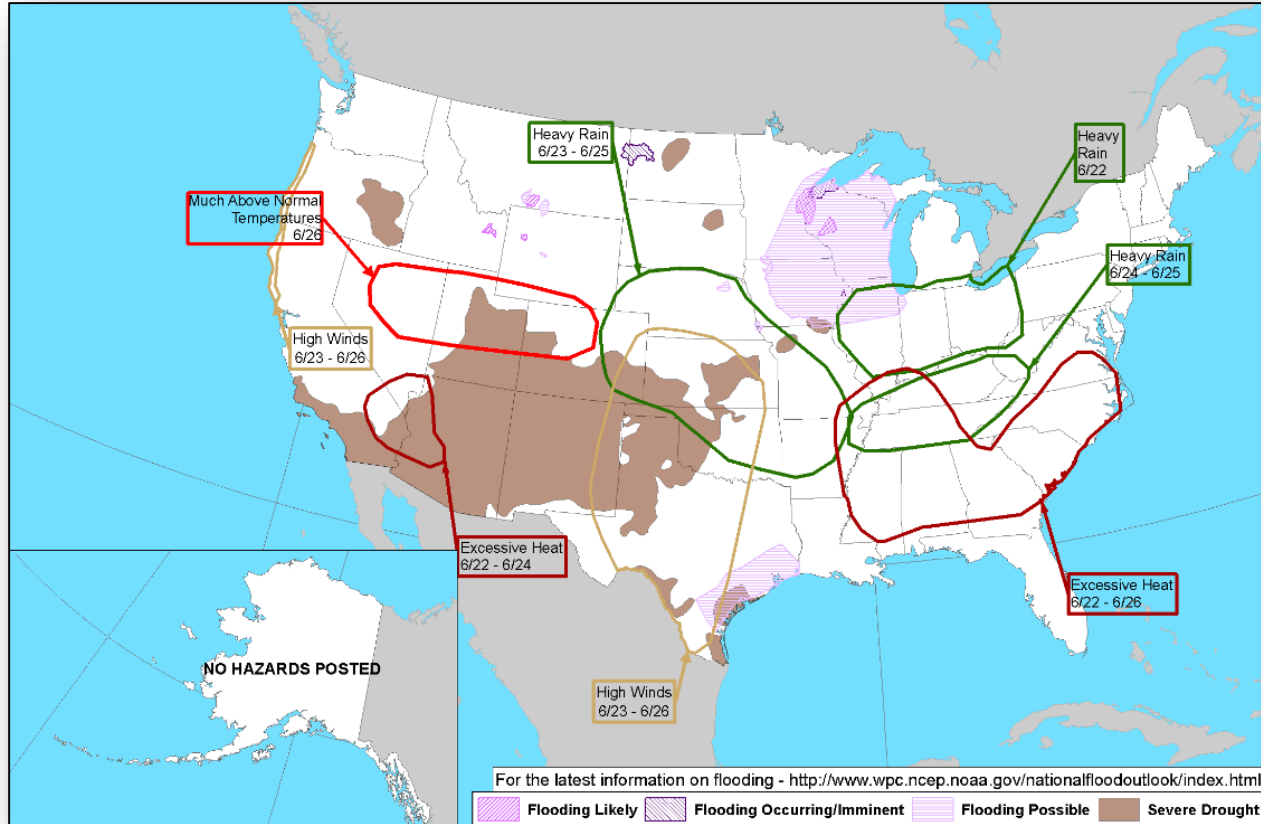 Heavy Rain
6/23 - 6/25
Heavy
Rain
6/22
Much Above Normal
Temperatures
6/26
Heavy Rain
6/24 - 6/25
High Winds
6/23 - 6/26
Excessive Heat
6/22 - 6/24
Excessive Heat
6/22 - 6/26
NO HAZARDS POSTED
High Winds
6/23 - 6/26
For the latest information on flooding - http://www.wpc.ncep.noaa.gov/nationalfloodoutlook/index.html
Flooding Likely
Flooding Occurring/Imminent
Flooding Possible
Severe Drought